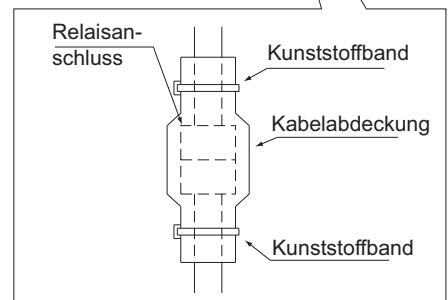 Relaisan-
schluss
Kunststoffband
Kabelabdeckung
Kunststoffband